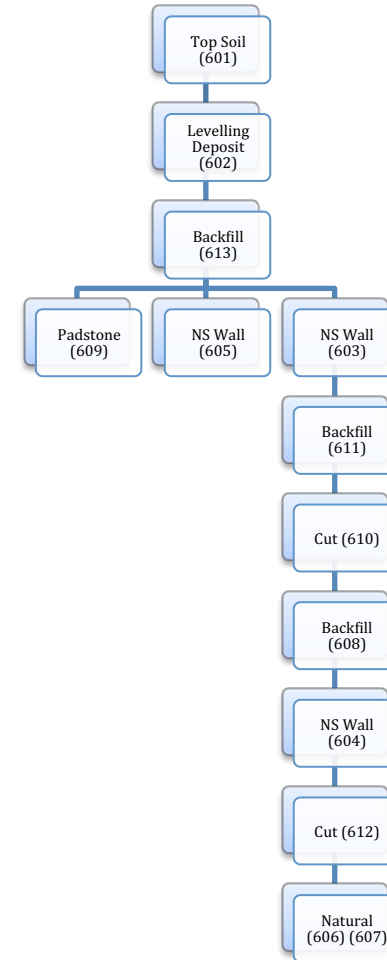 Top Soil
(601)
Levelling
Deposit
(602)
Backfill
(613)
Padstone
(609)
NS Wall
(605)
NS Wall
(603)
Backfill
(611)
Cut (610)
Backfill
(608)
NS Wall
(604)
Cut (612)
Natural
(606) (607)